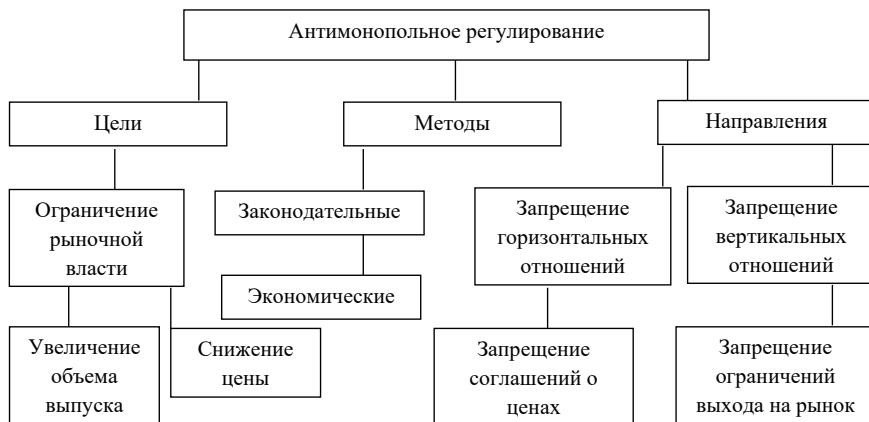 Антимонопольное регулирование
Цели
Методы
Направления
Ограничение
рыночной
власти
Законодательные
Экономические
Запрещение
горизонтальных
отношений
Запрещение
вертикальных
отношений
Увеличение
объема
выпуска
Снижение
цены
Запрещение
соглашений о
ценах
Запрещение
ограничений
выхода на рынок